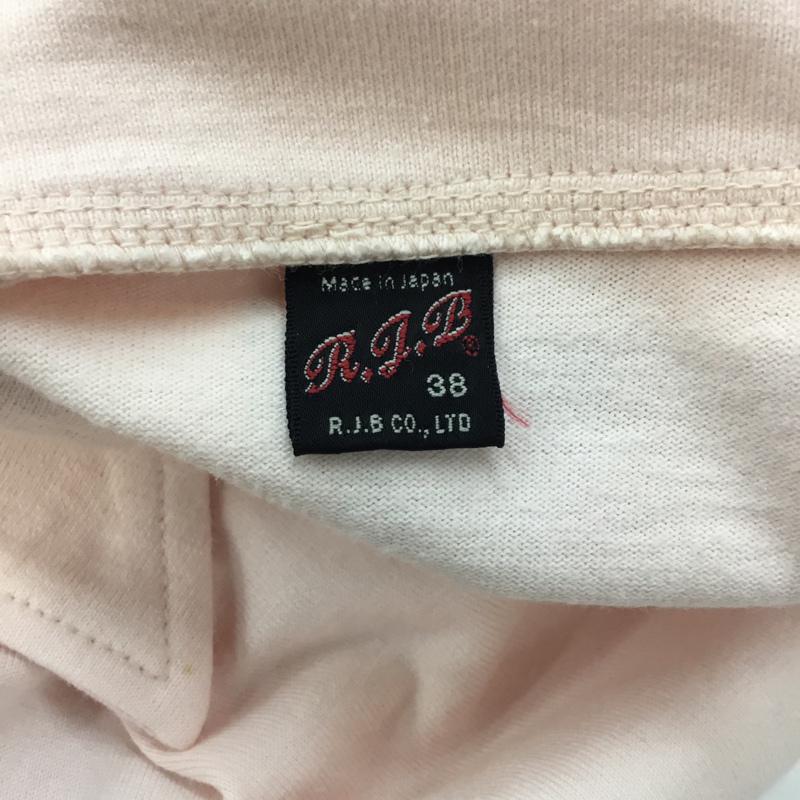 Made in Japan
R.J.B®
38
R.J.B CO., LTD